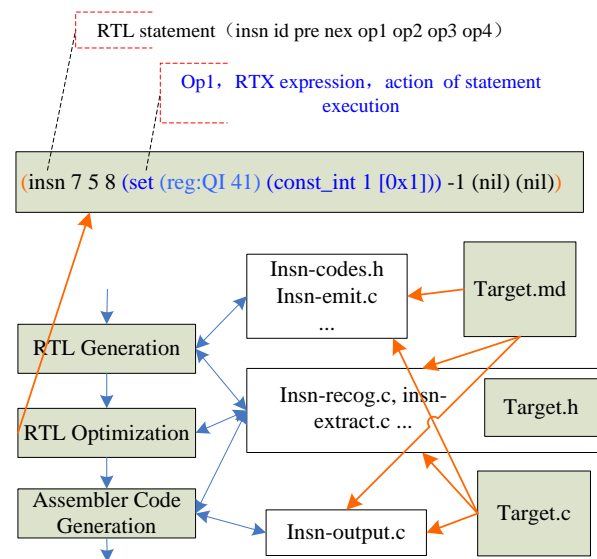 RTL statement（insn id pre nex op1 op2 op3 op4）
Op1，RTX expression，action of statement
execution
(insn 7 5 8 (set (reg:QI 41) (const_int 1 [0x1])) -1 (nil) (nil))
Insn-codes.h
Insn-emit.c
...
Target.md
RTL Generation
Insn-recog.c, insn-
extract.c ...
Target.h
RTL Optimization
Assembler Code
Generation
Insn-output.c
Target.c